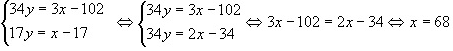 {34y = 3x − 102 ⇔ {34y = 3x − 102 ⇔ 3x − 102 = 2x − 34 ⇔ x = 68
{17y = x − 17 {34y = 2x − 34